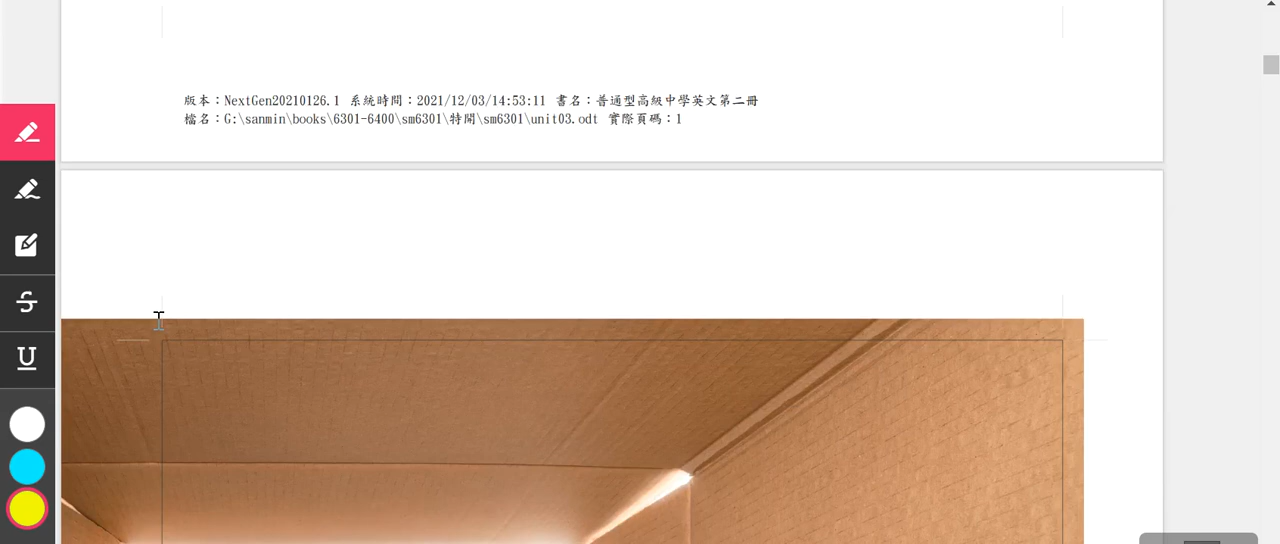 版本：NextGen20210126.1 系統時間：2021/12/03/14:53:11 書名：普通型高級中學英文第二冊
檔名：G:\sanmin\books\6301-6400\sm6301\特開\sm6301\unit03.odt 實際頁碼：1